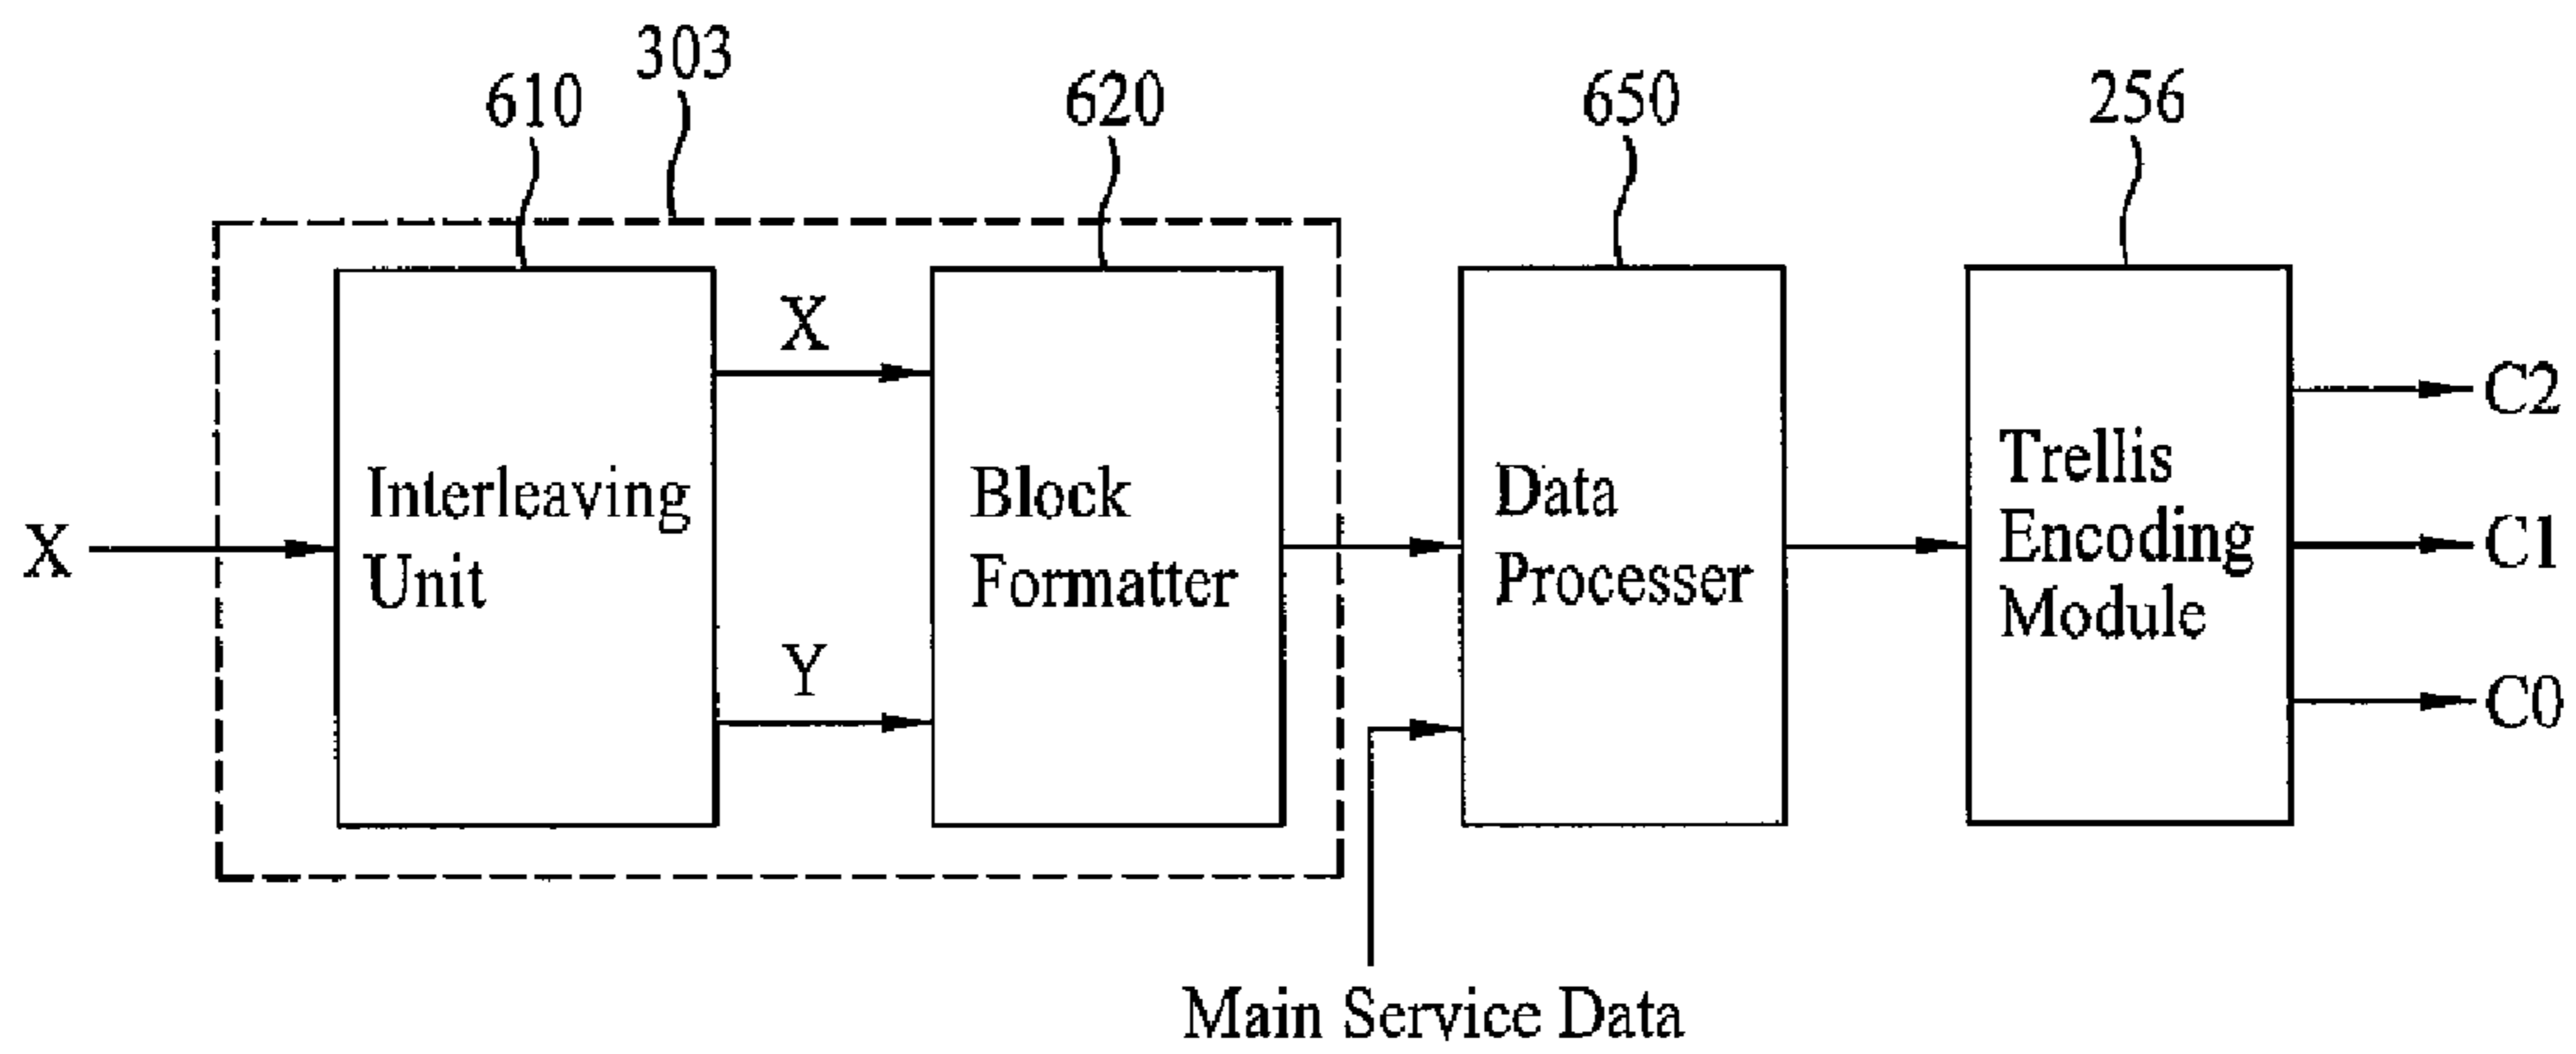 303
610
620
650
256
X
Interleaving
Unit
X
Y
Block
Formatter
Data
Processer
Trellis
Encoding
Module
C2
C1
C0
Main Service Data